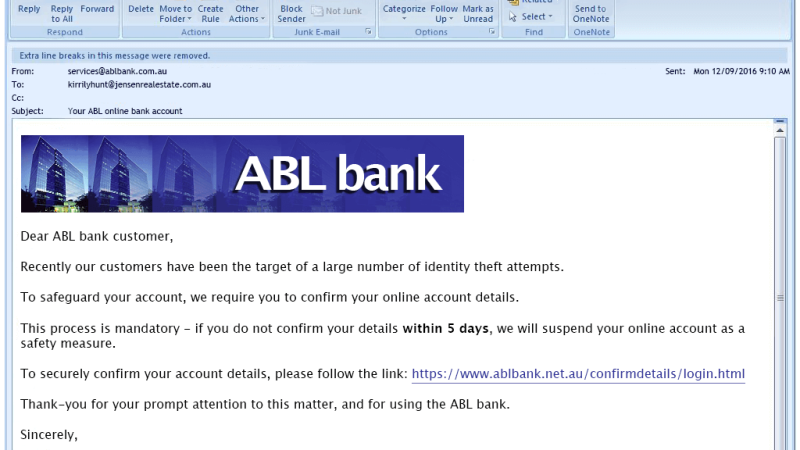 Related
Reply Reply to All Forward Delete Move to Folder Create Rule Other Actions Block Sender Not Junk Categorize Follow Up Mark as Unread Select Send to OneNote
Respond Actions Junk E-mail Options Find OneNote
Extra line breaks in this message were removed.
From: services@ablbank.com.au Sent: Mon 12/09/2016 9:10 AM
To: kirrilyhunt@jensenrealestate.com.au
Cc:
Subject: Your ABL online bank account
ABL bank
Dear ABL bank customer,
Recently our customers have been the target of a large number of identity theft attempts.
To safeguard your account, we require you to confirm your online account details.
This process is mandatory – if you do not confirm your details within 5 days, we will suspend your online account as a
safety measure.
To securely confirm your account details, please follow the link: https://www.ablbank.net.au/confirmdetails/login.html
Thank-you for your prompt attention to this matter, and for using the ABL bank.
Sincerely,